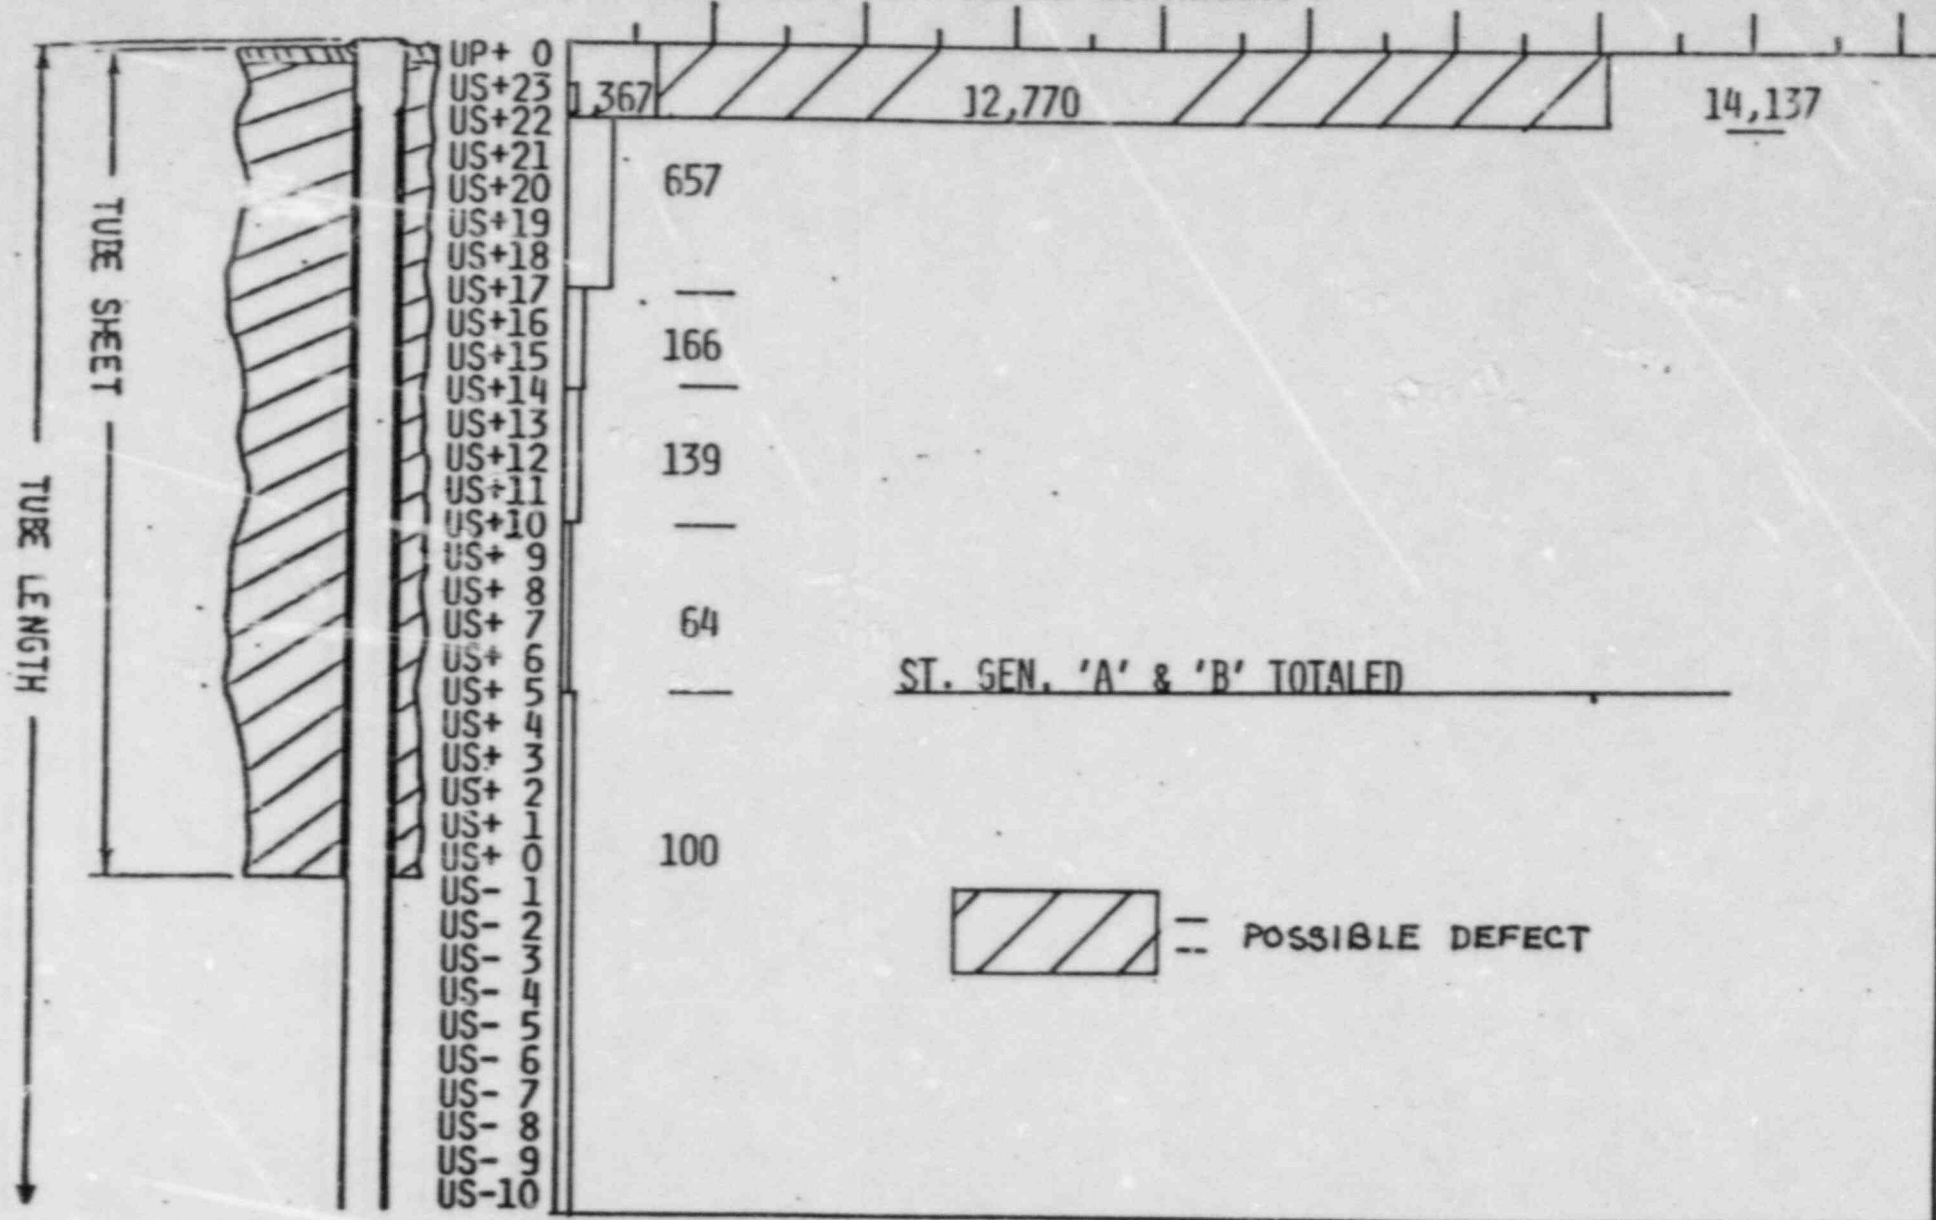 UP+ 0
US+23
1,367
12,770
14,137
US+22
US+21
657
US+20
US+19
US+18
US+17
US+16
166
US+15
US+14
US+13
139
US+12
US+11
US+10
US+ 9
US+ 8
64
US+ 7
US+ 6
ST. GEN. 'A' & 'B' TOTALED
US+ 5
US+ 4
US+ 3
US+ 2
US+ 1
100
US+ 0
US- 1
US- 2
= POSSIBLE DEFECT
US- 3
US- 4
US- 5
US- 6
US- 7
US- 8
US- 9
US-10
TUBE SHEET
TUBE LENGTH